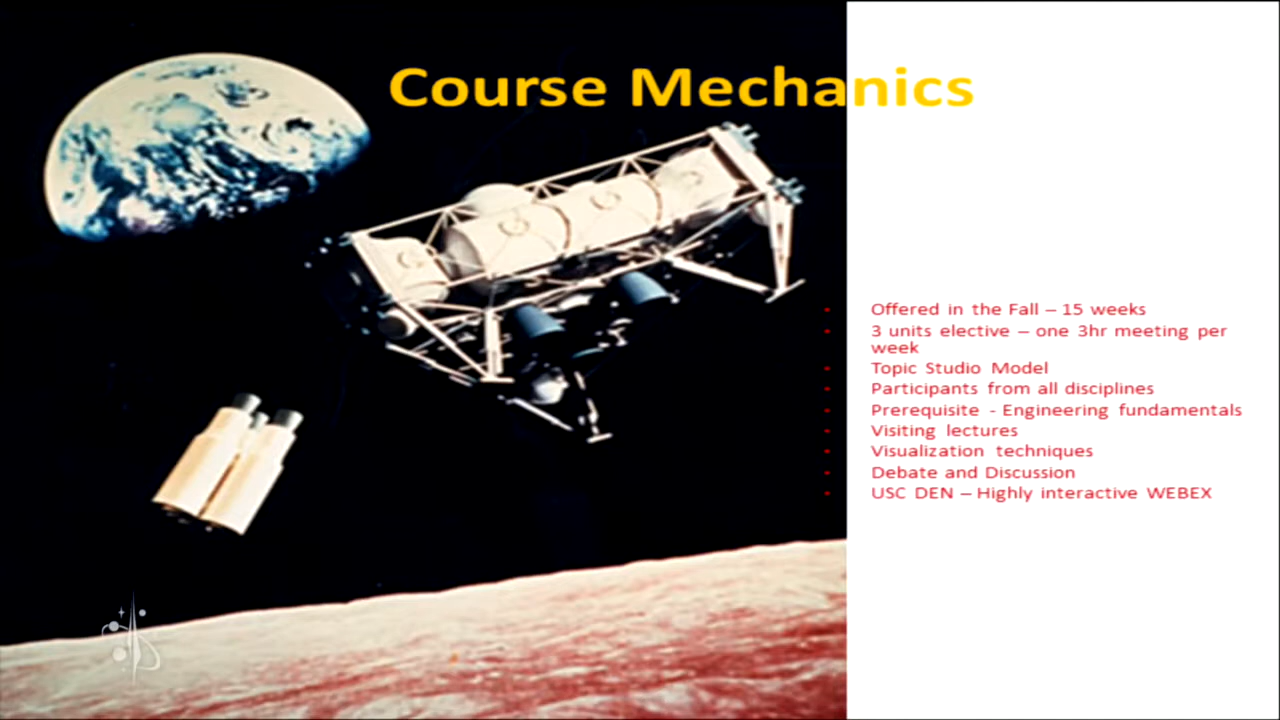 Course Mechanics
• Offered in the Fall – 15 weeks
• 3 units elective – one 3hr meeting per
week
• Topic Studio Model
• Participants from all disciplines
• Prerequisite - Engineering fundamentals
• Visiting lectures
• Visualization techniques
• Debate and Discussion
• USC DEN – Highly interactive WEBEX